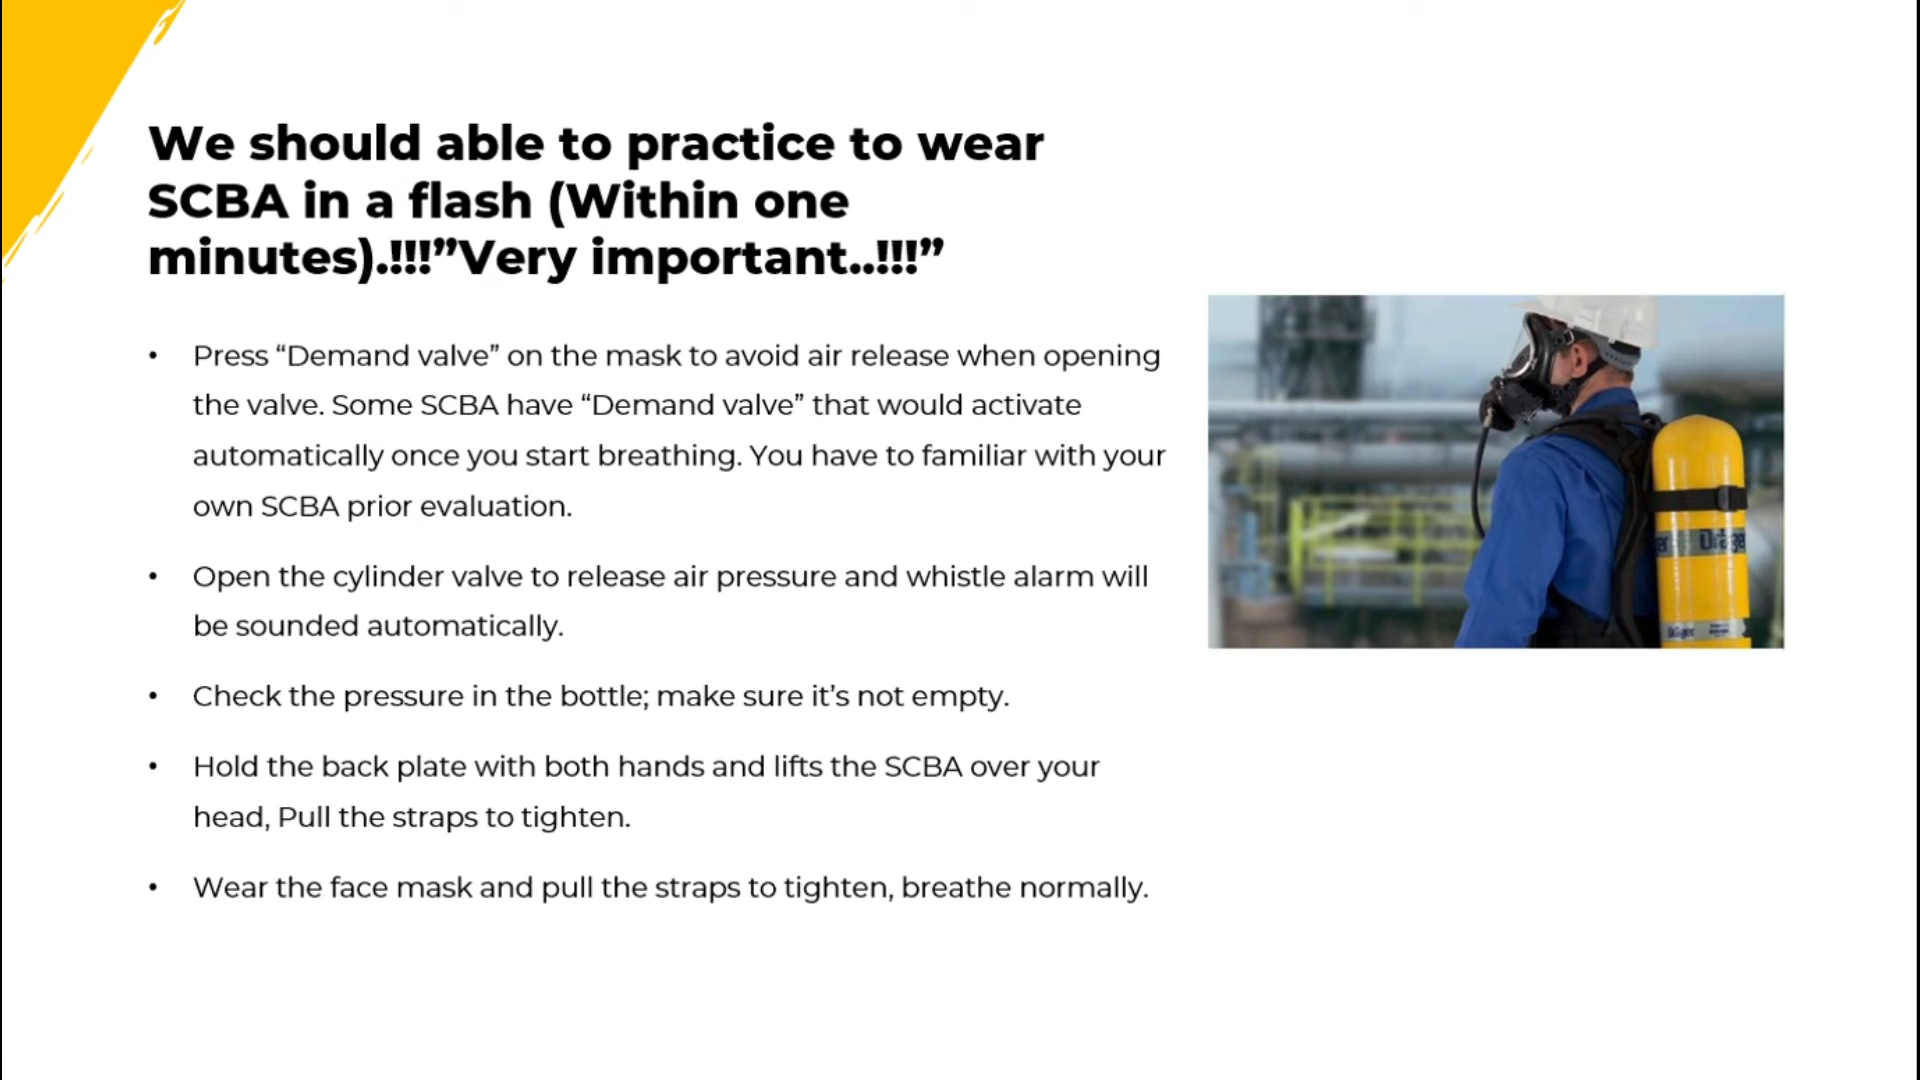 We should able to practice to wear
SCBA in a flash (Within one
minutes).!!!”Very important..!!!”
• Press “Demand valve” on the mask to avoid air release when opening
the valve. Some SCBA have “Demand valve” that would activate
automatically once you start breathing. You have to familiar with your
own SCBA prior evaluation.
• Open the cylinder valve to release air pressure and whistle alarm will
be sounded automatically.
• Check the pressure in the bottle; make sure it’s not empty.
• Hold the back plate with both hands and lifts the SCBA over your
head, Pull the straps to tighten.
• Wear the face mask and pull the straps to tighten, breathe normally.
Dräger
Dräger